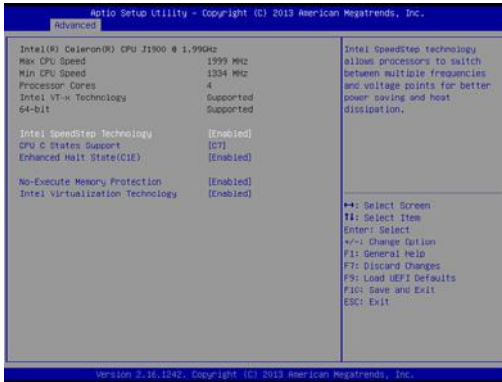 Aptio Setup Utility - Copyright (C) 2013 American Megatrends, Inc.
Advanced
Intel(R) Celeron(R) CPU J1900 @ 1.99GHz
Max CPU Speed 1999 MHz
Min CPU Speed 1334 MHz
Processor Cores 4
Intel VT-x Technology Supported
64-bit Supported
Intel SpeedStep Technology [Enabled]
CPU C States Support [C7]
Enhanced Halt State(C1E) [Enabled]
No-Execute Memory Protection [Enabled]
Intel Virtualization Technology [Enabled]
Intel SpeedStep technology
allows processors to switch
between multiple frequencies
and voltage points for better
power saving and heat
dissipation.
↔: Select Screen
↑↓: Select Item
Enter: Select
+/-: Change Option
F1: General Help
F7: Discard Changes
F9: Load UEFI Defaults
F10: Save and Exit
ESC: Exit
Version 2.16.1242. Copyright (C) 2013 American Megatrends, Inc.